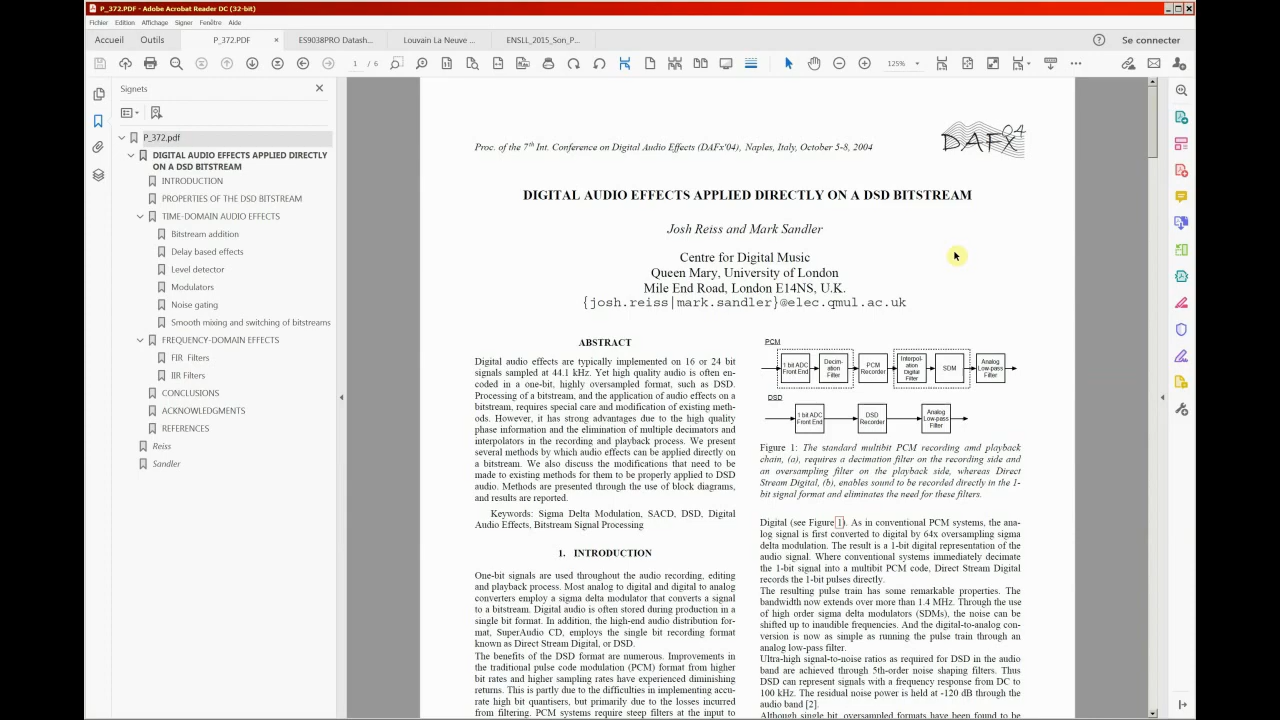 P_372.PDF - Adobe Acrobat Reader DC (32-bit)
Fichier Edition Affichage Signer Fenêtre Aide
Accueil Outils P_372.PDF × ES9038PRO Datash... Louvain La Neuve ... ENSLL_2015_Son_P... Se connecter
1 / 6 125%
Signets
P_372.pdf
DIGITAL AUDIO EFFECTS APPLIED DIRECTLY
ON A DSD BITSTREAM
INTRODUCTION
PROPERTIES OF THE DSD BITSTREAM
TIME-DOMAIN AUDIO EFFECTS
Bitstream addition
Delay based effects
Level detector
Modulators
Noise gating
Smooth mixing and switching of bitstreams
FREQUENCY-DOMAIN EFFECTS
FIR Filters
IIR Filters
CONCLUSIONS
ACKNOWLEDGMENTS
REFERENCES
Reiss
Sandler
Proc. of the 7th Int. Conference on Digital Audio Effects (DAFx'04), Naples, Italy, October 5-8, 2004
DAFx 04
DIGITAL AUDIO EFFECTS APPLIED DIRECTLY ON A DSD BITSTREAM
Josh Reiss and Mark Sandler
Centre for Digital Music
Queen Mary, University of London
Mile End Road, London E14NS, U.K.
{josh.reiss|mark.sandler}@elec.qmul.ac.uk
ABSTRACT
Digital audio effects are typically implemented on 16 or 24 bit
signals sampled at 44.1 kHz. Yet high quality audio is often en-
coded in a one-bit, highly oversampled format, such as DSD.
Processing of a bitstream, and the application of audio effects on a
bitstream, requires special care and modification of existing meth-
ods. However, it has strong advantages due to the high quality
phase information and the elimination of multiple decimators and
interpolators in the recording and playback process. We present
several methods by which audio effects can be applied directly on
a bitstream. We also discuss the modifications that need to be
made to existing methods for them to be properly applied to DSD
audio. Methods are presented through the use of block diagrams,
and results are reported.
Keywords: Sigma Delta Modulation, SACD, DSD, Digital
Audio Effects, Bitstream Signal Processing
1. INTRODUCTION
One-bit signals are used throughout the audio recording, editing
and playback process. Most analog to digital and digital to analog
converters employ a sigma delta modulator that converts a signal
to a bitstream. Digital audio is often stored during production in a
single bit format. In addition, the high-end audio distribution for-
mat, SuperAudio CD, employs the single bit recording format
known as Direct Stream Digital, or DSD.
The benefits of the DSD format are numerous. Improvements in
the traditional pulse code modulation (PCM) format from higher
bit rates and higher sampling rates have experienced diminishing
returns. This is partly due to the difficulties in implementing accu-
rate high bit quantisers, but primarily due to the losses incurred
from filtering. PCM systems require steep filters at the input to
PCM
1 bit ADC Front End
Decim- ation Filter
PCM Recorder
Interpol- ation Digital Filter
SDM
Analog Low-pass Filter
DSD
1 bit ADC Front End
DSD Recorder
Analog Low-pass Filter
Figure 1: The standard multibit PCM recording and playback
chain, (a), requires a decimation filter on the recording side and
an oversampling filter on the playback side, whereas Direct
Stream Digital, (b), enables sound to be recorded directly in the 1-
bit signal format and eliminates the need for these filters.
Digital (see Figure 1). As in conventional PCM systems, the ana-
log signal is first converted to digital by 64x oversampling sigma
delta modulation. The result is a 1-bit digital representation of the
audio signal. Where conventional systems immediately decimate
the 1-bit signal into a multibit PCM code, Direct Stream Digital
records the 1-bit pulses directly.
The resulting pulse train has some remarkable properties. The
bandwidth now extends over more than 1.4 MHz. Through the use
of high order sigma delta modulators (SDMs), the noise can be
shifted up to inaudible frequencies. And the digital-to-analog con-
version is now as simple as running the pulse train through an
analog low-pass filter.
Ultra-high signal-to-noise ratios as required for DSD in the audio
band are achieved through 5th-order noise shaping filters. Thus
DSD can represent signals with a frequency response from DC to
100 kHz. The residual noise power is held at -120 dB through the
audio band [2].
Although single bit, oversampled formats have been found to be